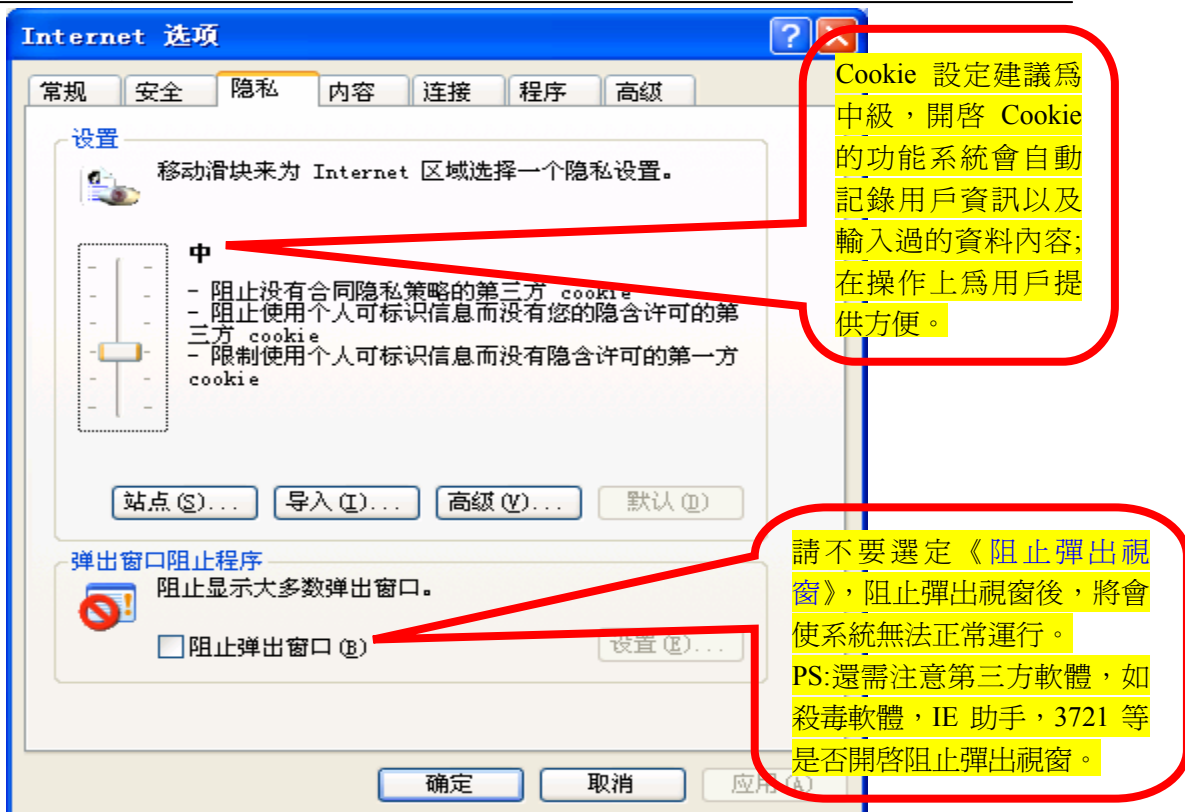 Internet 选项
常规 安全 隐私 内容 连接 程序 高级
设置
移动滑块来为 Internet 区域选择一个隐私设置。
中
- 阻止没有合同隐私策略的第三方 cookie
- 阻止使用个人可标识信息而没有您的隐含许可的第
三方 cookie
- 限制使用个人可标识信息而没有隐含许可的第一方
cookie
站点(S)... 导入(I)... 高级(V)... 默认(D)
弹出窗口阻止程序
阻止显示大多数弹出窗口。
阻止弹出窗口(B) 设置(E)...
确定 取消 应用(A)
Cookie 設定建議爲
中級，開啓 Cookie
的功能系統會自動
記錄用戶資訊以及
輸入過的資料內容;
在操作上爲用戶提
供方便。
請不要選定《阻止彈出視
窗》，阻止彈出視窗後，將會
使系統無法正常運行。
PS:還需注意第三方軟體，如
殺毒軟體，IE 助手，3721 等
是否開啓阻止彈出視窗。